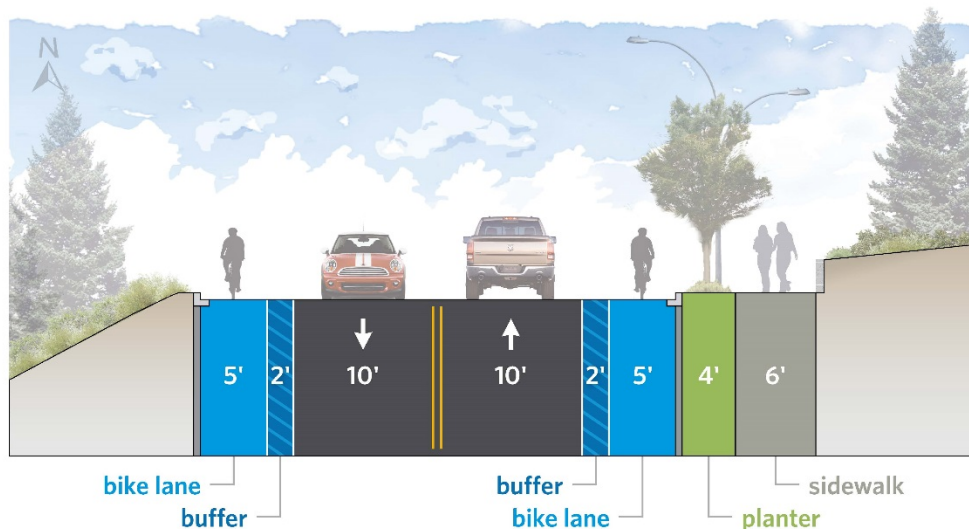 N
5' 2' 10' 10' 2' 5' 4' 6'
bike lane buffer sidewalk
buffer bike lane planter